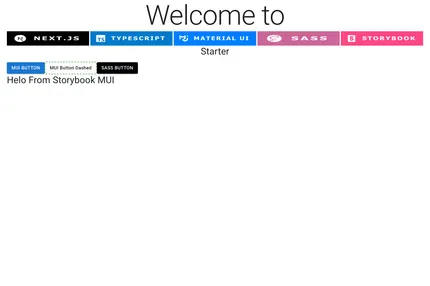 Welcome to
NEXT.JS TYPESCRIPT MATERIAL UI SASS STORYBOOK
Starter
MUI BUTTON MUI Button Dashed SASS BUTTON
Helo From Storybook MUI